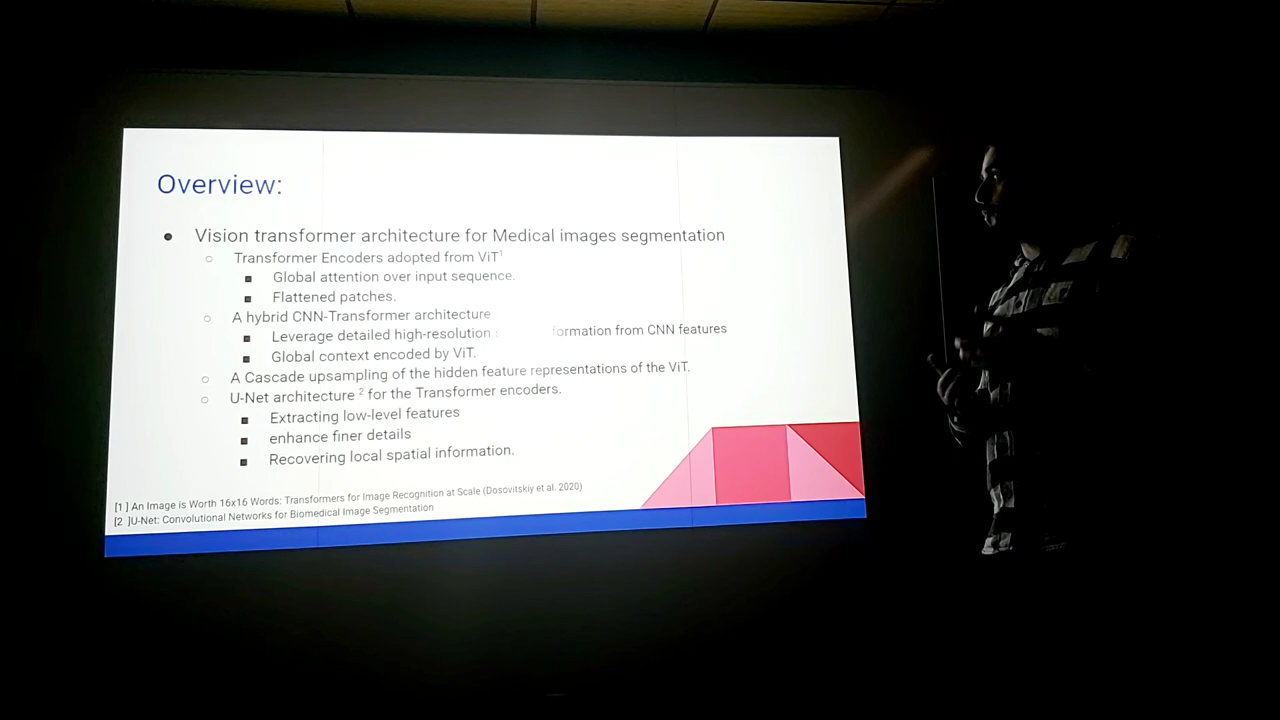 Overview:
● Vision transformer architecture for Medical images segmentation
○ Transformer Encoders adopted from ViT¹
■ Global attention over input sequence.
■ Flattened patches.
○ A hybrid CNN-Transformer architecture
■ Leverage detailed high-resolution from CNN features
■ Global context encoded by ViT.
○ A Cascade upsampling of the hidden feature representations of the ViT.
○ U-Net architecture ² for the Transformer encoders.
■ Extracting low-level features
■ enhance finer details
■ Recovering local spatial information.
[1 ] An Image is Worth 16x16 Words: Transformers for Image Recognition at Scale (Dosovitskiy et al. 2020)
[2 ]U-Net: Convolutional Networks for Biomedical Image Segmentation